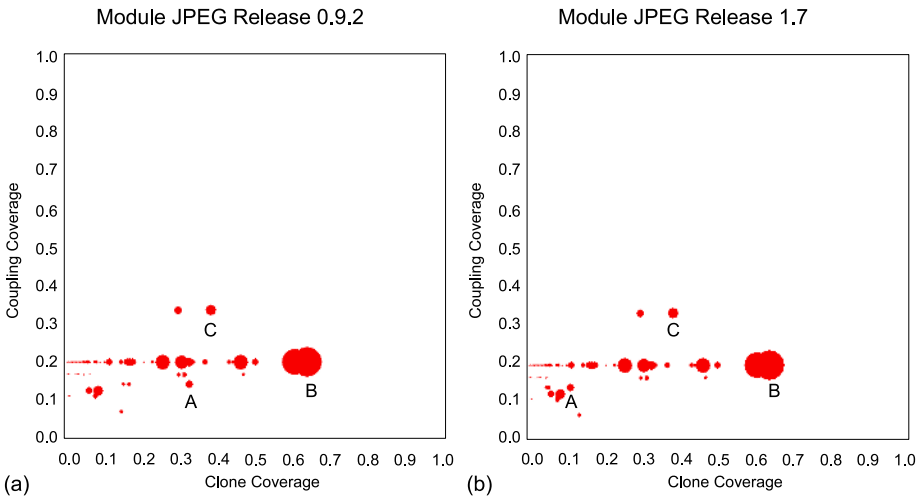 Module JPEG Release 0.9.2
1.0
0.9
0.8
0.7
0.6
0.5
0.4
0.3
0.2
0.1
0.0
Coupling Coverage
C
A
B
0.0 0.1 0.2 0.3 0.4 0.5 0.6 0.7 0.8 0.9 1.0
Clone Coverage
(a)
Module JPEG Release 1.7
1.0
0.9
0.8
0.7
0.6
0.5
0.4
0.3
0.2
0.1
0.0
Coupling Coverage
C
A
B
0.0 0.1 0.2 0.3 0.4 0.5 0.6 0.7 0.8 0.9 1.0
Clone Coverage
(b)